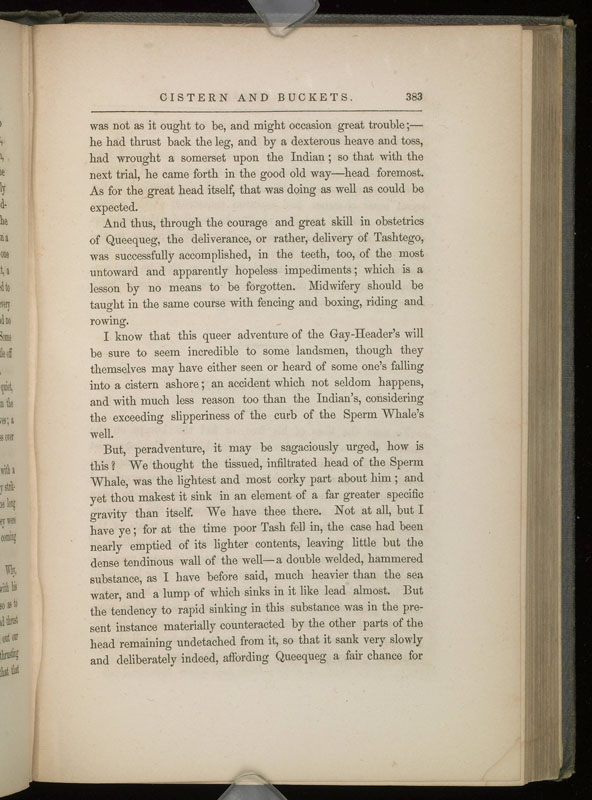 CISTERN AND BUCKETS. 383
was not as it ought to be, and might occasion great trouble;—
he had thrust back the leg, and by a dexterous heave and toss,
had wrought a somerset upon the Indian; so that with the
next trial, he came forth in the good old way—head foremost.
As for the great head itself, that was doing as well as could be
expected.
And thus, through the courage and great skill in obstetrics
of Queequeg, the deliverance, or rather, delivery of Tashtego,
was successfully accomplished, in the teeth, too, of the most
untoward and apparently hopeless impediments; which is a
lesson by no means to be forgotten. Midwifery should be
taught in the same course with fencing and boxing, riding and
rowing.
I know that this queer adventure of the Gay-Header's will
be sure to seem incredible to some landsmen, though they
themselves may have either seen or heard of some one's falling
into a cistern ashore; an accident which not seldom happens,
and with much less reason too than the Indian's, considering
the exceeding slipperiness of the curb of the Sperm Whale's
well.
But, peradventure, it may be sagaciously urged, how is
this? We thought the tissued, infiltrated head of the Sperm
Whale, was the lightest and most corky part about him; and
yet thou makest it sink in an element of a far greater specific
gravity than itself. We have thee there. Not at all, but I
have ye; for at the time poor Tash fell in, the case had been
nearly emptied of its lighter contents, leaving little but the
dense tendinous wall of the well—a double welded, hammered
substance, as I have before said, much heavier than the sea
water, and a lump of which sinks in it like lead almost. But
the tendency to rapid sinking in this substance was in the pre-
sent instance materially counteracted by the other parts of the
head remaining undetached from it, so that it sank very slowly
and deliberately indeed, affording Queequeg a fair chance for